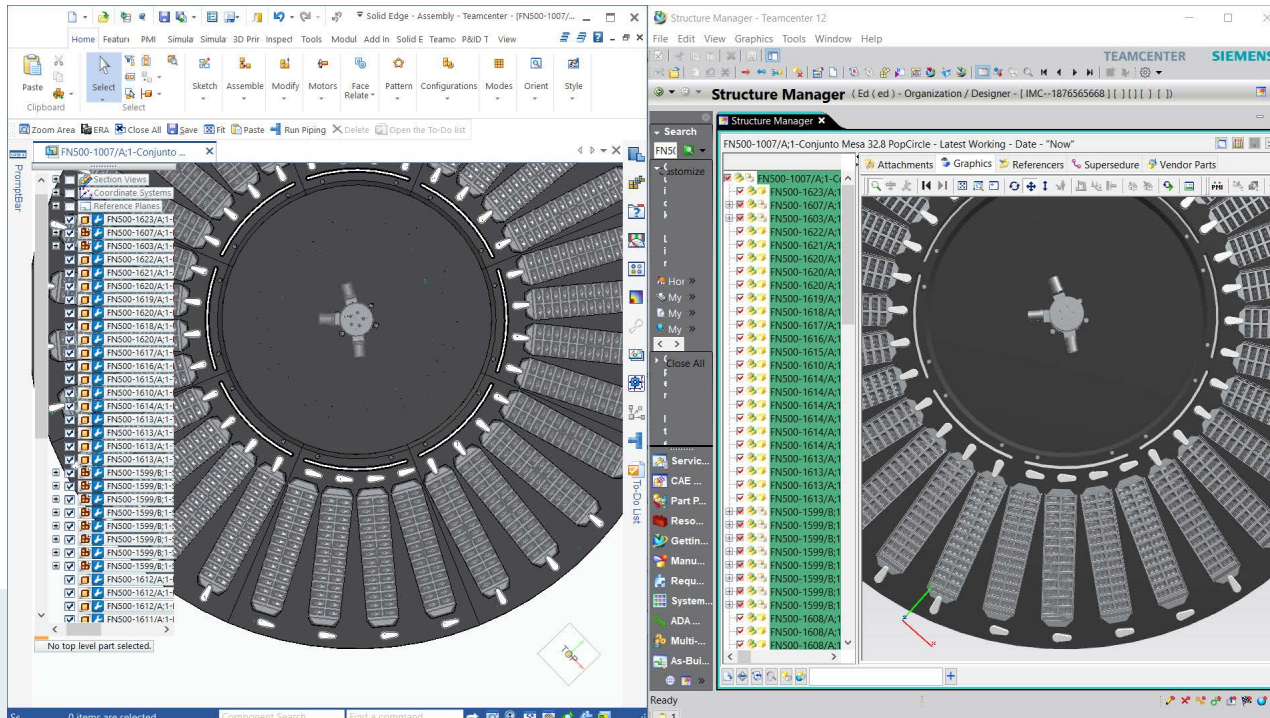 Solid Edge - Assembly - Teamcenter - [FN500-1007/...
Home Featur PMI Simula Simula 3D Prir Inspect Tools Modul Add In Solid E Teamc P&ID T View
Paste
Clipboard
Select
Select
Sketch Assemble Modify Motors Face Relate Pattern Configurations Modes Orient Style
Zoom Area ERA Close All Save Fit Paste Run Piping Delete Open the To-Do list
FN500-1007/A;1-Conjunto ...
PromptBar
Section Views
Coordinate Systems
Reference Planes
FN500-1623/A;1-
FN500-1607/A;1-
FN500-1603/A;1-
FN500-1622/A;1-
FN500-1621/A;1-
FN500-1620/A;1-
FN500-1619/A;1-
FN500-1620/A;1-
FN500-1618/A;1-
FN500-1620/A;1-
FN500-1617/A;1-
FN500-1616/A;1-
FN500-1615/A;1-
FN500-1610/A;1-
FN500-1614/A;1-
FN500-1613/A;1-
FN500-1613/A;1-
FN500-1613/A;1-
FN500-1613/A;1-
FN500-1599/B;1-
FN500-1599/B;1-
FN500-1599/B;1-
FN500-1599/B;1-
FN500-1599/B;1-
FN500-1599/B;1-
FN500-1599/B;1-
FN500-1599/B;1-
FN500-1612/A;1-
FN500-1612/A;1-
FN500-1612/A;1-
FN500-1611/A;1-
No top level part selected.
TOP
To-Do List
0 items are selected
Component Search
Find a command
Structure Manager - Teamcenter 12
File Edit View Graphics Tools Window Help
TEAMCENTER SIEMENS
Structure Manager ( Ed ( ed ) - Organization / Designer - [ IMC--1876565668 ] [ ] [ ] [ ] [ ])
Search
FN5(
Customize
Hor
My
My
My
Close All
Servic...
CAE ...
Part P...
Reso...
Gettin...
Manu...
Requ...
System...
ADA ...
Multi-...
As-Bui...
Structure Manager
FN500-1007/A;1-Conjunto Mesa 32.8 PopCircle - Latest Working - Date - "Now"
Attachments Graphics Referencers Supersedure Vendor Parts
FN500-1007/A;1-C
FN500-1623/A;1
FN500-1607/A;1
FN500-1603/A;1
FN500-1622/A;1
FN500-1621/A;1
FN500-1620/A;1
FN500-1620/A;1
FN500-1620/A;1
FN500-1619/A;1
FN500-1618/A;1
FN500-1617/A;1
FN500-1616/A;1
FN500-1615/A;1
FN500-1610/A;1
FN500-1614/A;1
FN500-1614/A;1
FN500-1614/A;1
FN500-1614/A;1
FN500-1614/A;1
FN500-1614/A;1
FN500-1613/A;1
FN500-1613/A;1
FN500-1613/A;1
FN500-1613/A;1
FN500-1599/B;1
FN500-1599/B;1
FN500-1599/B;1
FN500-1599/B;1
FN500-1599/B;1
FN500-1599/B;1
FN500-1599/B;1
FN500-1599/B;1
FN500-1608/A;1
FN500-1608/A;1
FN500-1608/A;1
PMI
Ready
1